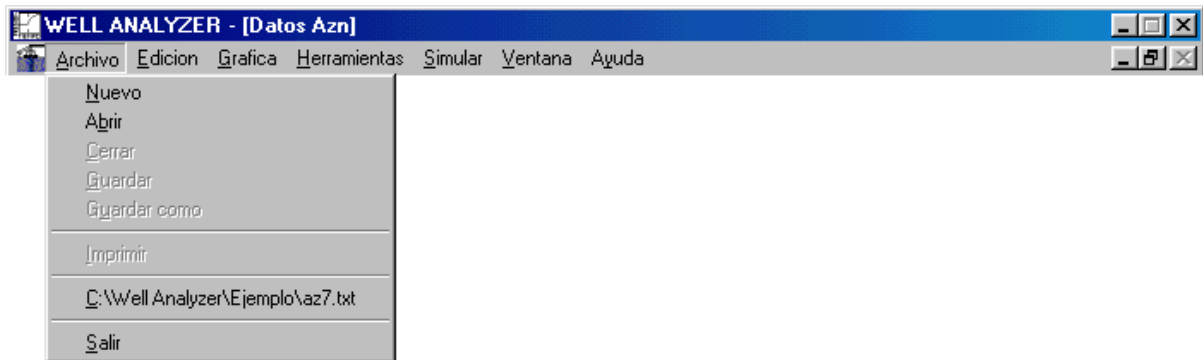 WELL ANALYZER - [Datos Azn]
Archivo Edicion Grafica Herramientas Simular Ventana Ayuda
Nuevo
Abrir
Cerrar
Guardar
Guardar como
Imprimir
C:\Well Analyzer\Ejemplo\az7.txt
Salir